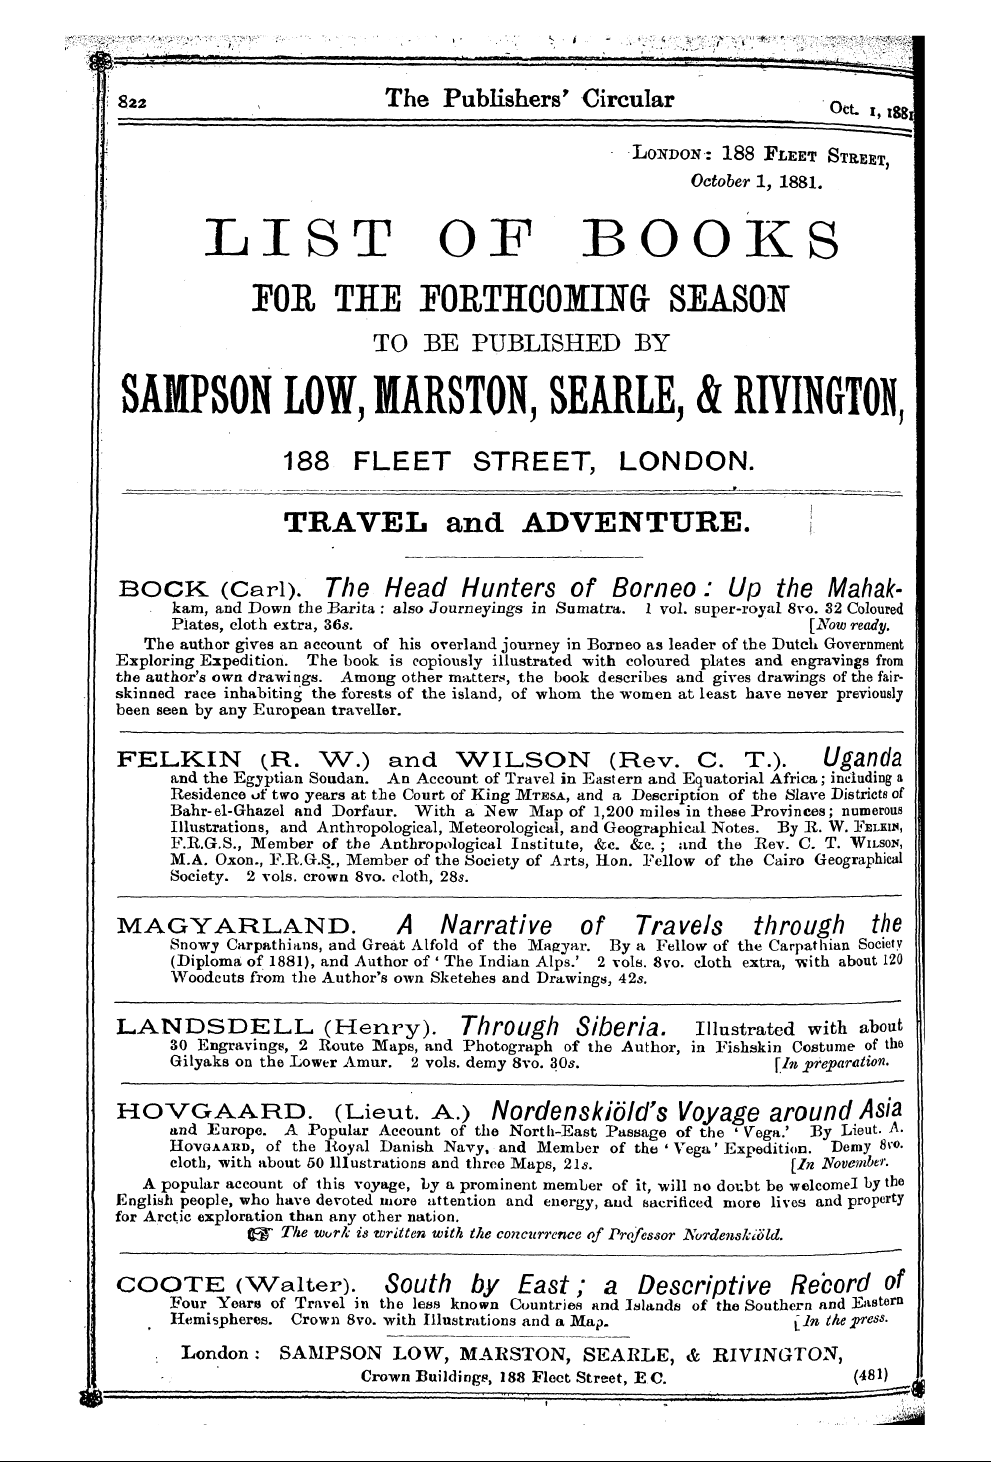 822
The Publishers' Circular
Oct. 1, 1881
LONDON: 188 FLEET STREET,
October 1, 1881.
LIST OF BOOKS
FOR THE FORTHCOMING SEASON
TO BE PUBLISHED BY
SAMPSON LOW, MARSTON, SEARLE, & RIVINGTON,
188 FLEET STREET, LONDON.
TRAVEL and ADVENTURE.
BOCK (Carl). The Head Hunters of Borneo: Up the Mahak-
kam, and Down the Barita: also Journeyings in Sumatra. 1 vol. super-royal 8vo. 32 Coloured
Plates, cloth extra, 36s. [Now ready.
The author gives an account of his overland journey in Borneo as leader of the Dutch Government
Exploring Expedition. The book is copiously illustrated with coloured plates and engravings from
the author's own drawings. Among other matters, the book describes and gives drawings of the fair-
skinned race inhabiting the forests of the island, of whom the women at least have never previously
been seen by any European traveller.
FELKIN (R. W.) and WILSON (Rev. C. T.). Uganda
and the Egyptian Soudan. An Account of Travel in Eastern and Equatorial Africa; including a
Residence of two years at the Court of King MTESA, and a Description of the Slave Districts of
Bahr-el-Ghazel and Dorfaur. With a New Map of 1,200 miles in these Provinces; numerous
Illustrations, and Anthropological, Meteorological, and Geographical Notes. By R. W. FELKIN,
F.R.G.S., Member of the Anthropological Institute, &c. &c.; and the Rev. C. T. WILSON,
M.A. Oxon., F.R.G.S., Member of the Society of Arts, Hon. Fellow of the Cairo Geographical
Society. 2 vols. crown 8vo. cloth, 28s.
MAGYARLAND. A Narrative of Travels through the
Snowy Carpathians, and Great Alfold of the Magyar. By a Fellow of the Carpathian Society
(Diploma of 1881), and Author of 'The Indian Alps.' 2 vols. 8vo. cloth extra, with about 120
Woodcuts from the Author's own Sketches and Drawings, 42s.
LANDSDELL (Henry). Through Siberia. Illustrated with about
30 Engravings, 2 Route Maps, and Photograph of the Author, in Fishskin Costume of the
Gilyaks on the Lower Amur. 2 vols. demy 8vo. 30s. [In preparation.
HOVGAARD. (Lieut. A.) Nordenskiöld's Voyage around Asia
and Europe. A Popular Account of the North-East Passage of the 'Vega.' By Lieut. A.
HOVGAARD, of the Royal Danish Navy, and Member of the 'Vega' Expedition. Demy 8vo.
cloth, with about 50 Illustrations and three Maps, 21s. [In November.
A popular account of this voyage, by a prominent member of it, will no doubt be welcomed by the
English people, who have devoted more attention and energy, and sacrificed more lives and property
for Arctic exploration than any other nation.
☞ The work is written with the concurrence of Professor Nordenskiöld.
COOTE (Walter). South by East; a Descriptive Record of
Four Years of Travel in the less known Countries and Islands of the Southern and Eastern
Hemispheres. Crown 8vo. with Illustrations and a Map. [In the press.
London: SAMPSON LOW, MARSTON, SEARLE, & RIVINGTON,
Crown Buildings, 188 Fleet Street, E C.
(481)